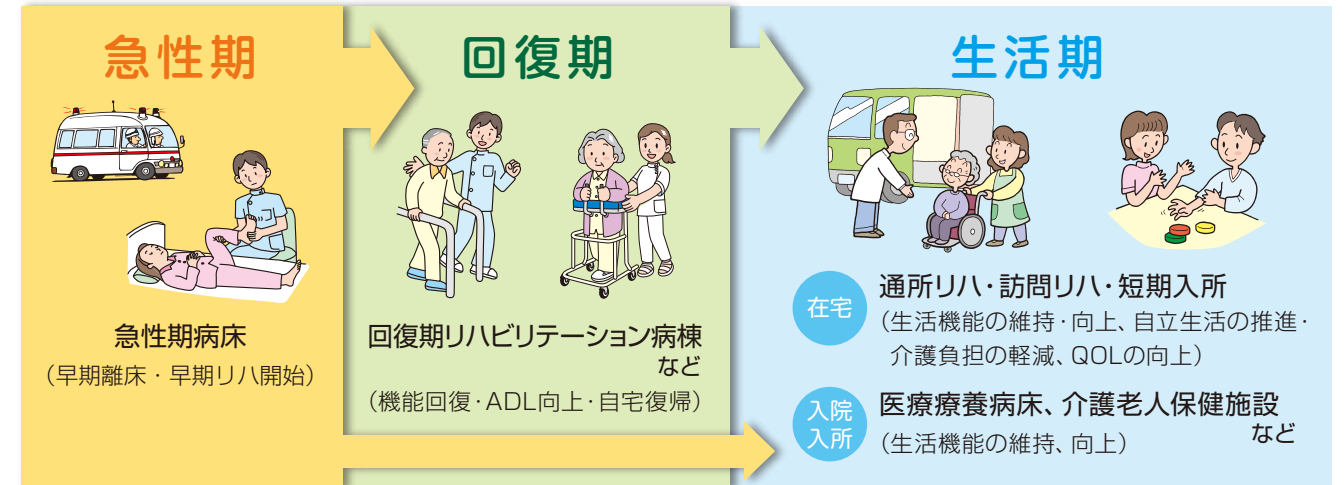 急性期
急性期病床
（早期離床・早期リハ開始）
回復期
回復期リハビリテーション病棟
など
（機能回復・ADL向上・自宅復帰）
生活期
在宅
通所リハ・訪問リハ・短期入所
（生活機能の維持・向上、自立生活の推進・
介護負担の軽減、QOLの向上）
入院
入所
医療療養病床、介護老人保健施設
など
（生活機能の維持、向上）